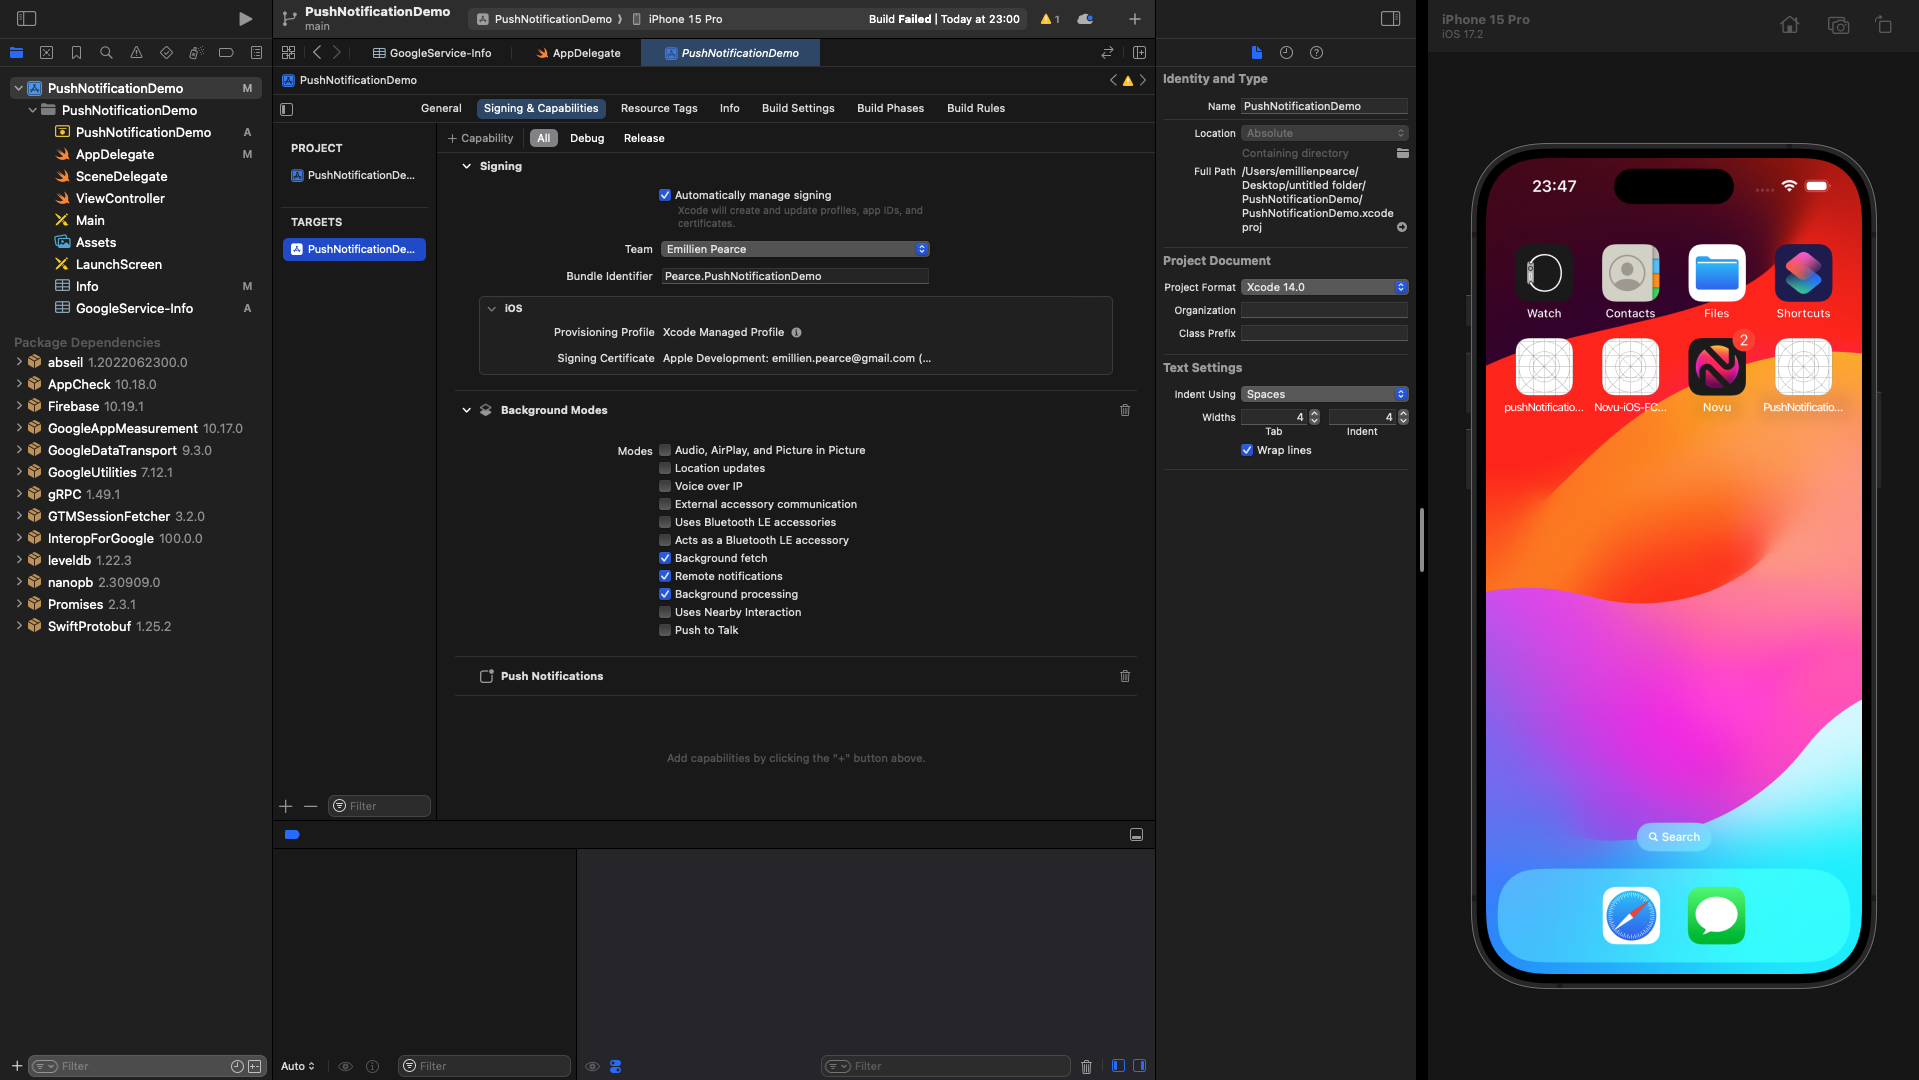 PushNotificationDemo
main
PushNotificationDemo
iPhone 15 Pro
Build Failed | Today at 23:00
1
GoogleService-Info
AppDelegate
PushNotificationDemo
PushNotificationDemo
PushNotificationDemo M
PushNotificationDemo
PushNotificationDemo A
AppDelegate M
SceneDelegate
ViewController
Main
Assets
LaunchScreen
Info M
GoogleService-Info A
Package Dependencies
abseil 1.2022062300.0
AppCheck 10.18.0
Firebase 10.19.1
GoogleAppMeasurement 10.17.0
GoogleDataTransport 9.3.0
GoogleUtilities 7.12.1
gRPC 1.49.1
GTMSessionFetcher 3.2.0
InteropForGoogle 100.0.0
leveldb 1.22.3
nanopb 2.30909.0
Promises 2.3.1
SwiftProtobuf 1.25.2
Filter
General Signing & Capabilities Resource Tags Info Build Settings Build Phases Build Rules
PROJECT
PushNotificationDe...
TARGETS
PushNotificationDe...
Filter
+ Capability All Debug Release
Signing
Automatically manage signing
Xcode will create and update profiles, app IDs, and
certificates.
Team Emillien Pearce
Bundle Identifier Pearce.PushNotificationDemo
iOS
Provisioning Profile Xcode Managed Profile
Signing Certificate Apple Development: emillien.pearce@gmail.com (...
Background Modes
Modes Audio, AirPlay, and Picture in Picture
Location updates
Voice over IP
External accessory communication
Uses Bluetooth LE accessories
Acts as a Bluetooth LE accessory
Background fetch
Remote notifications
Background processing
Uses Nearby Interaction
Push to Talk
Push Notifications
Add capabilities by clicking the "+" button above.
Auto
Filter
Filter
Identity and Type
Name PushNotificationDemo
Location Absolute
Containing directory
Full Path /Users/emillienpearce/
Desktop/untitled folder/
PushNotificationDemo/
PushNotificationDemo.xcode
proj
Project Document
Project Format Xcode 14.0
Organization
Class Prefix
Text Settings
Indent Using Spaces
Widths 4 4
Tab Indent
Wrap lines
iPhone 15 Pro
iOS 17.2
23:47
Watch Contacts Files Shortcuts
2
pushNotificatio... Novu-iOS-FC... Novu PushNotificatio...
Search